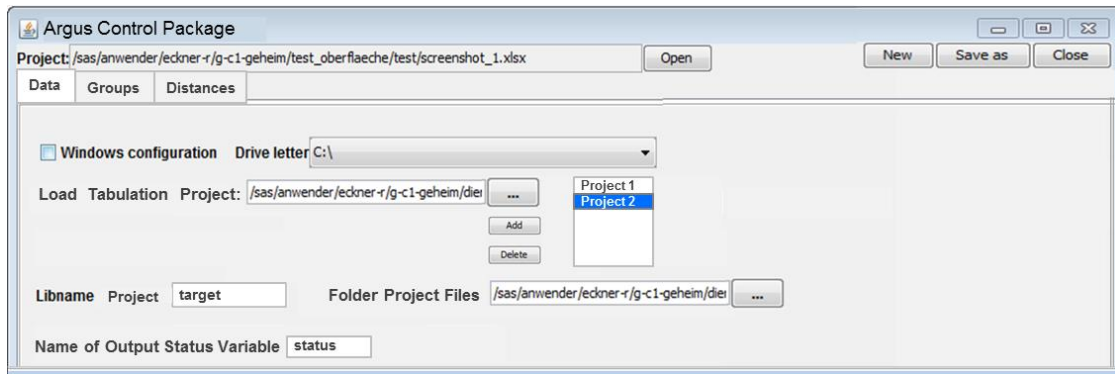 Argus Control Package
Project: /sas/anwender/eckner-r/g-c1-geheim/test_oberflaeche/test/screenshot_1.xlsx Open New Save as Close
Data Groups Distances
Windows configuration Drive letter C:\
Load Tabulation Project: /sas/anwender/eckner-r/g-c1-geheim/dier ... Project 1
Project 2
Add
Delete
Libname Project target Folder Project Files /sas/anwender/eckner-r/g-c1-geheim/dier ...
Name of Output Status Variable status